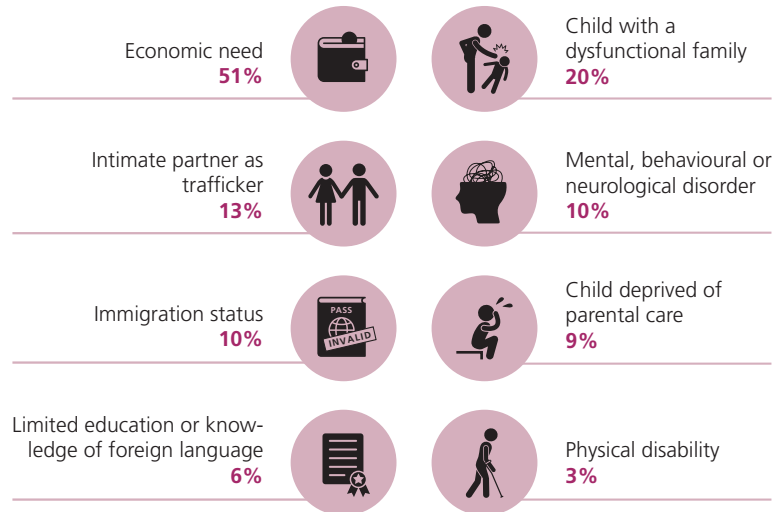 Economic need
51%
Child with a
dysfunctional family
20%
Intimate partner as
trafficker
13%
Mental, behavioural or
neurological disorder
10%
PASS
INVALID
Immigration status
10%
Child deprived of
parental care
9%
Limited education or know-
ledge of foreign language
6%
Physical disability
3%